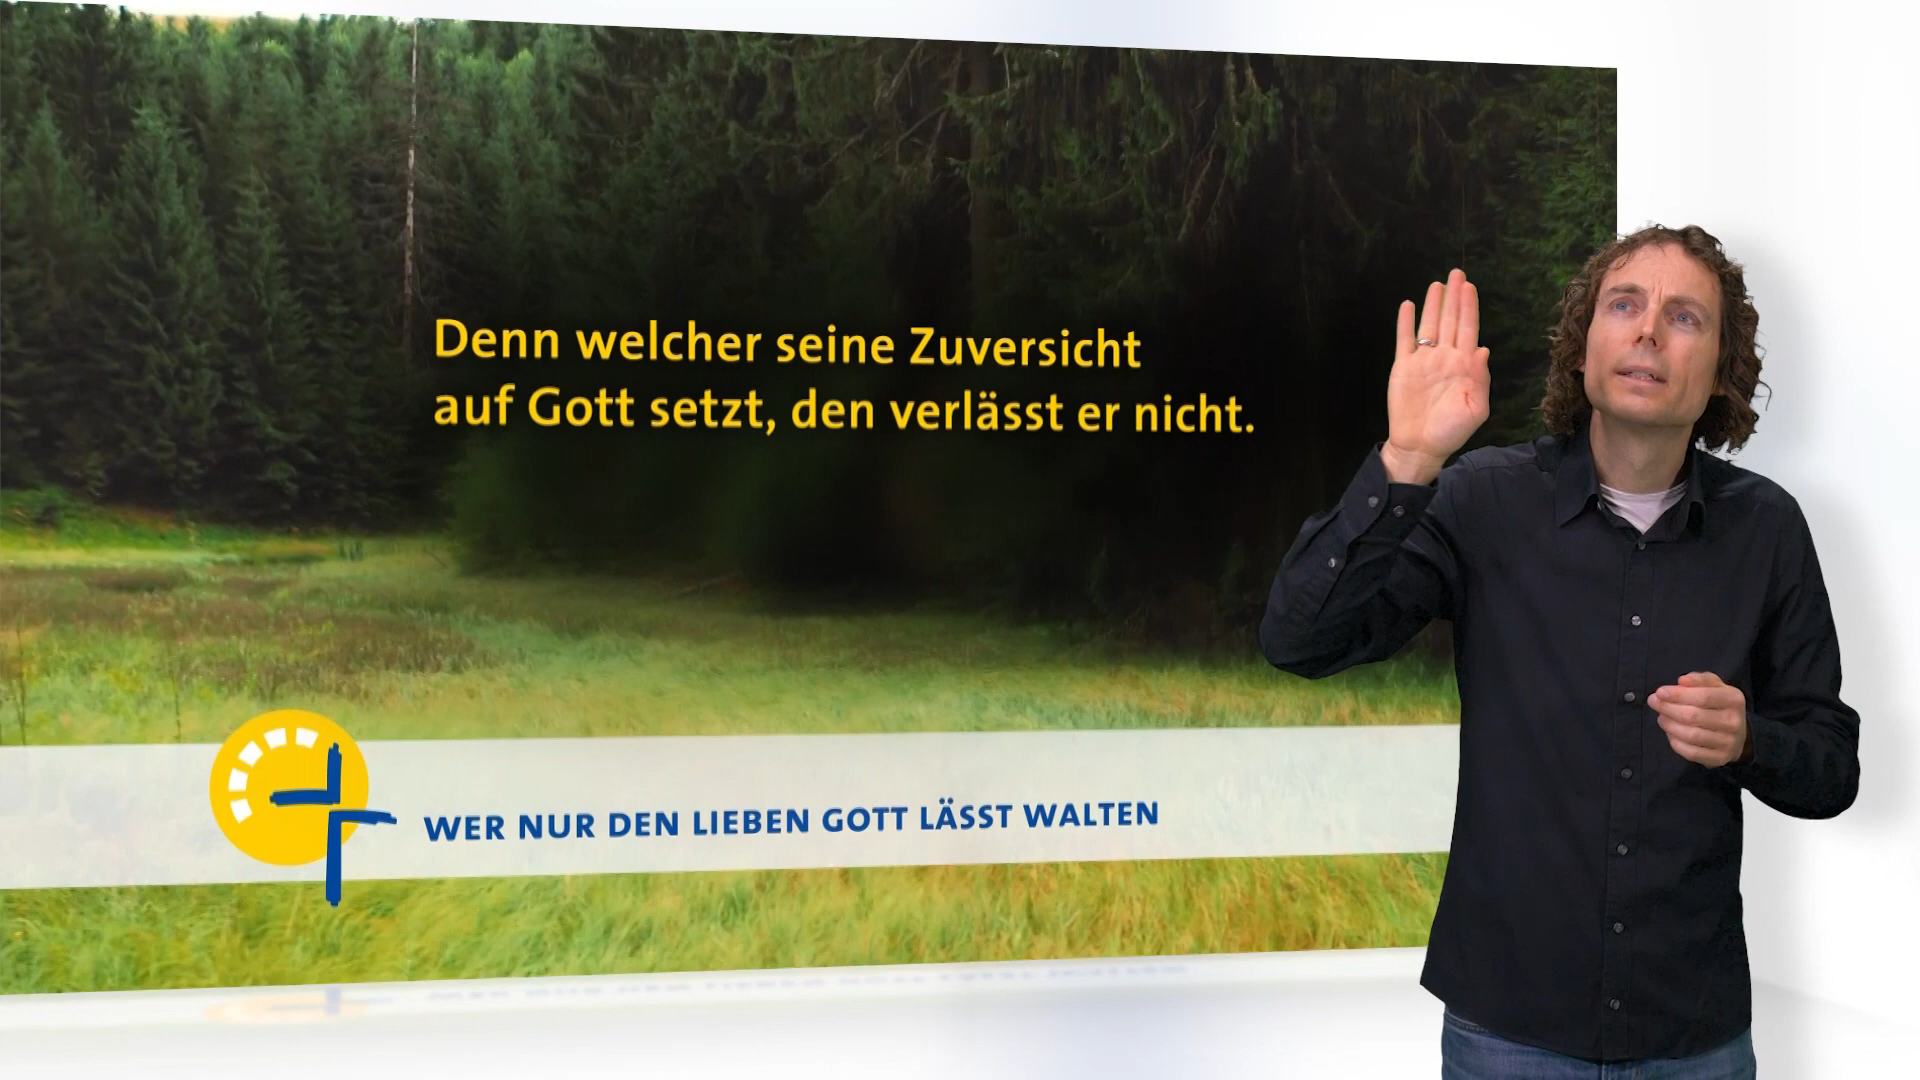 Denn welcher seine Zuversicht
auf Gott setzt, den verlässt er nicht.
WER NUR DEN LIEBEN GOTT LÄSST WALTEN